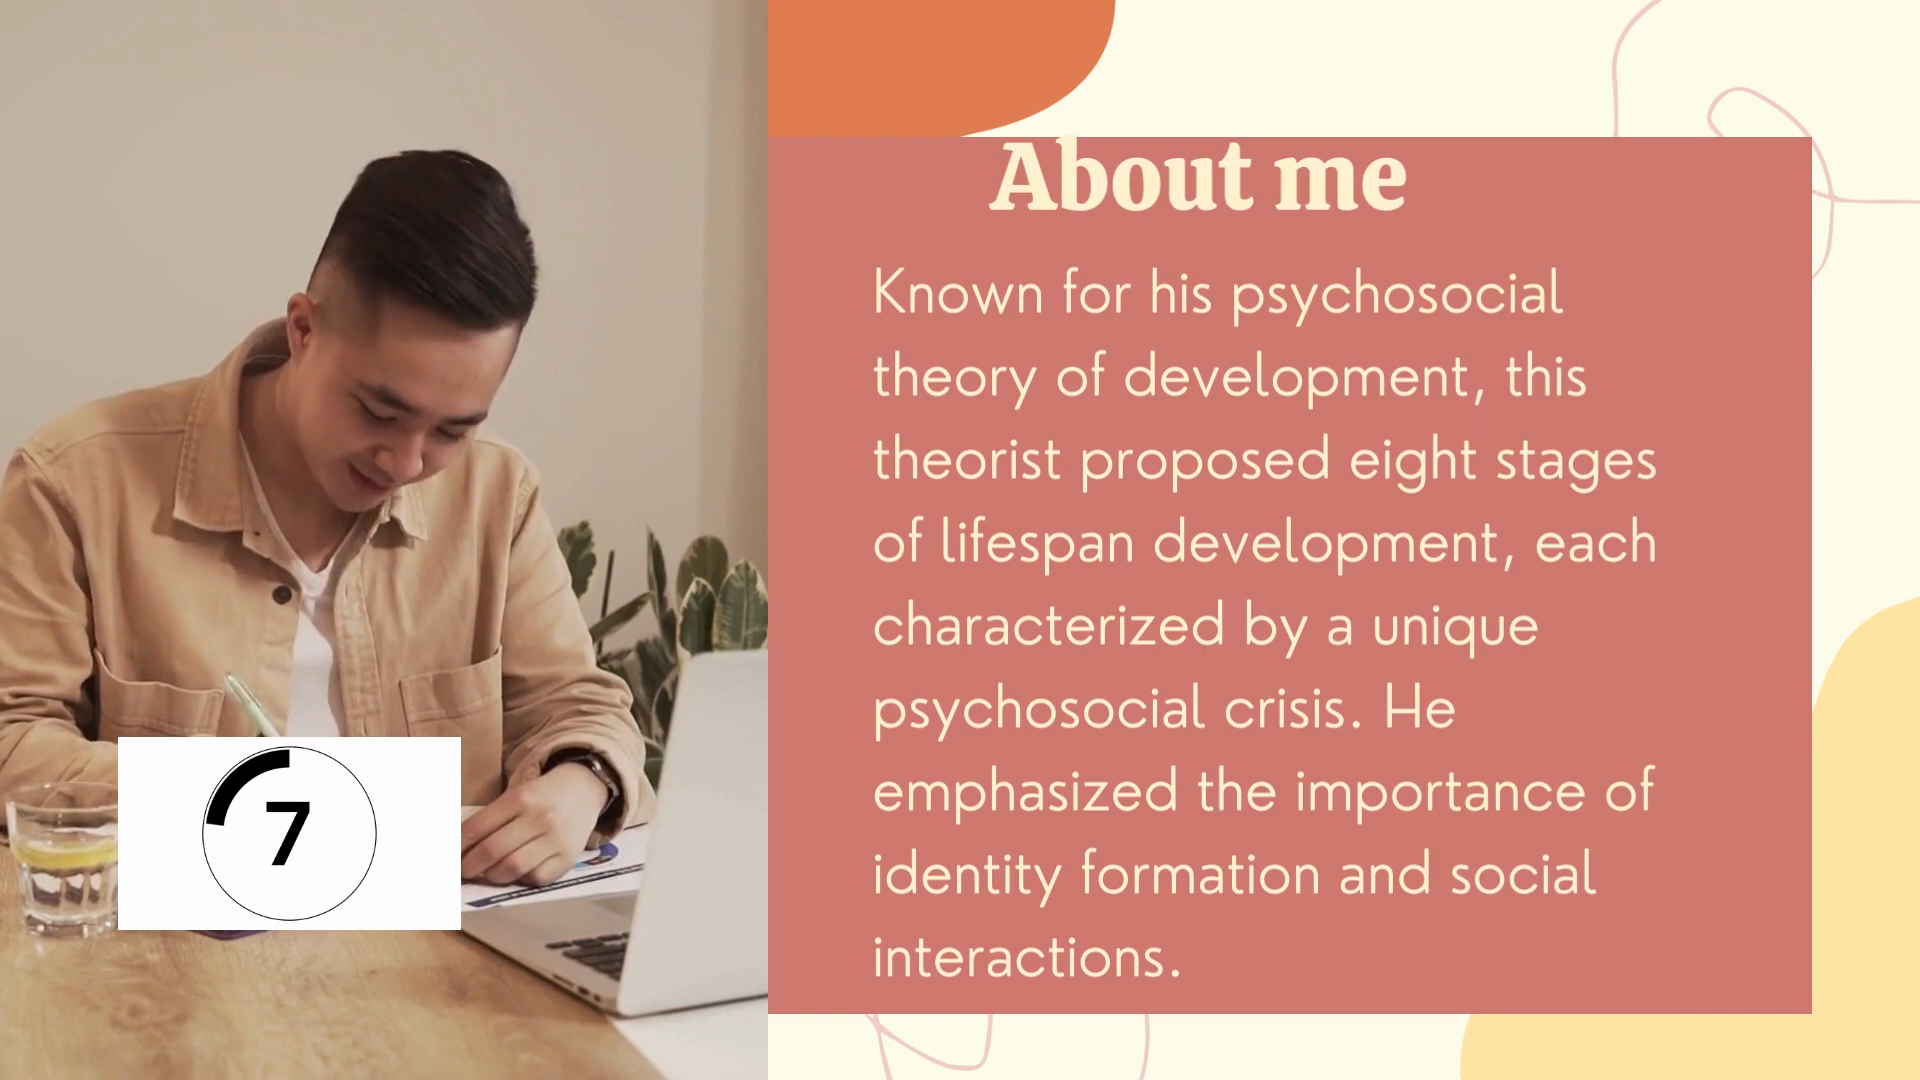 About me
Known for his psychosocial
theory of development, this
theorist proposed eight stages
of lifespan development, each
characterized by a unique
psychosocial crisis. He
emphasized the importance of
identity formation and social
interactions.
7